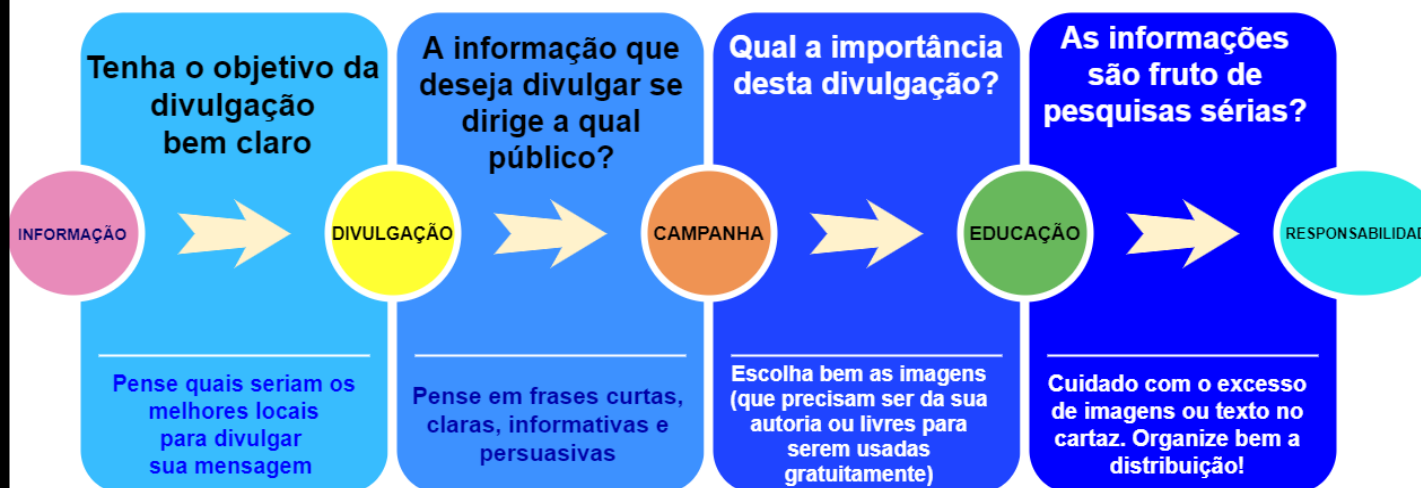 Tenha o objetivo da
divulgação
bem claro
A informação que
deseja divulgar se
dirige a qual
público?
Qual a importância
desta divulgação?
As informações
são fruto de
pesquisas sérias?
INFORMAÇÃO
DIVULGAÇÃO
CAMPANHA
EDUCAÇÃO
RESPONSABILIDAD
Pense quais seriam os
melhores locais
para divulgar
sua mensagem
Pense em frases curtas,
claras, informativas e
persuasivas
Escolha bem as imagens
(que precisam ser da sua
autoria ou livres para
serem usadas
gratuitamente)
Cuidado com o excesso
de imagens ou texto no
cartaz. Organize bem a
distribuição!